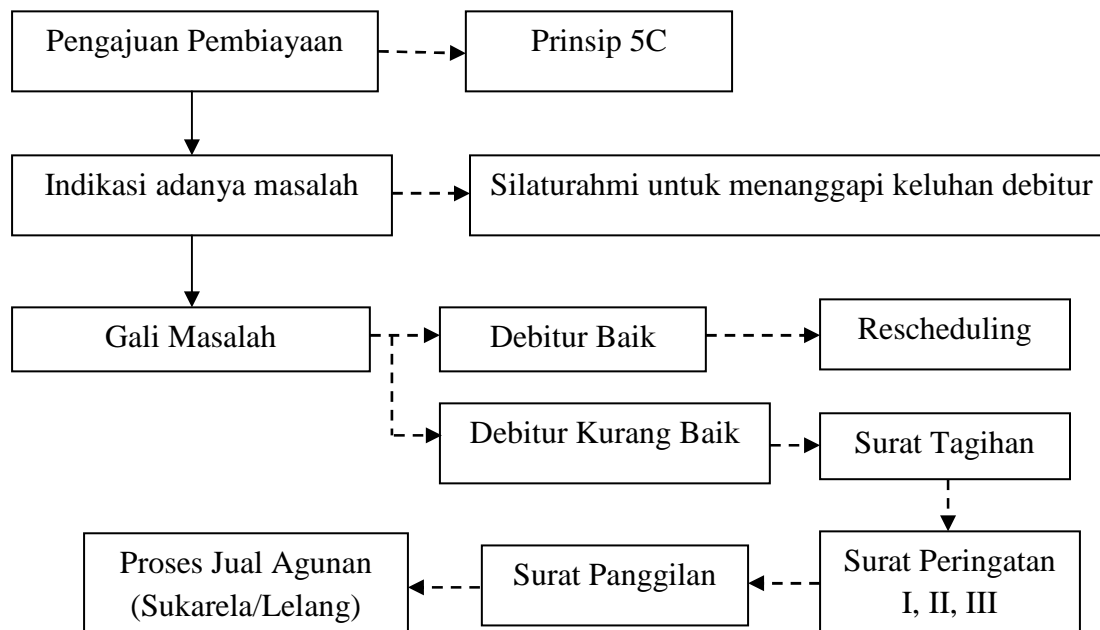 Pengajuan Pembiayaan
Prinsip 5C
Indikasi adanya masalah
Silaturahmi untuk menanggapi keluhan debitur
Gali Masalah
Debitur Baik
Rescheduling
Debitur Kurang Baik
Surat Tagihan
Surat Peringatan
I, II, III
Surat Panggilan
Proses Jual Agunan
(Sukarela/Lelang)